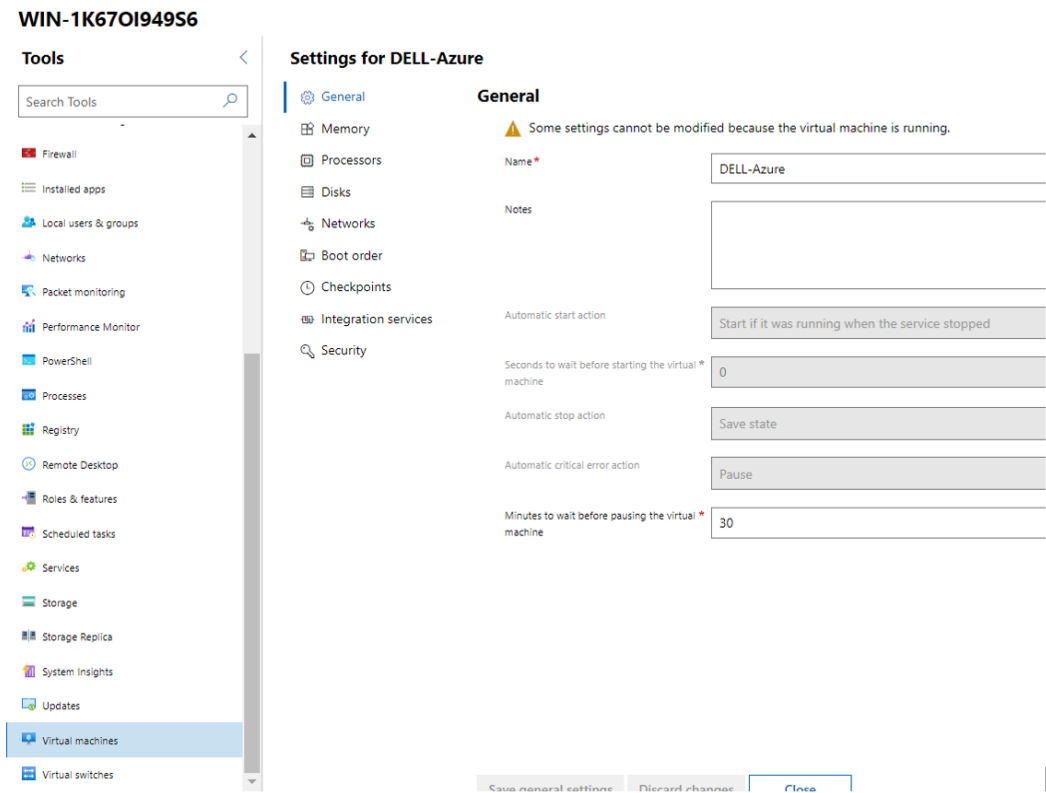 WIN-1K67OI949S6
Tools
Search Tools
Firewall
Installed apps
Local users & groups
Networks
Packet monitoring
Performance Monitor
PowerShell
Processes
Registry
Remote Desktop
Roles & features
Scheduled tasks
Services
Storage
Storage Replica
System Insights
Updates
Virtual machines
Virtual switches
Settings for DELL-Azure
General
Memory
Processors
Disks
Networks
Boot order
Checkpoints
Integration services
Security
General
Some settings cannot be modified because the virtual machine is running.
Name *
DELL-Azure
Notes
Automatic start action
Start if it was running when the service stopped
Seconds to wait before starting the virtual *
machine
0
Automatic stop action
Save state
Automatic critical error action
Pause
Minutes to wait before pausing the virtual *
machine
30
Save general settings
Discard changes
Close